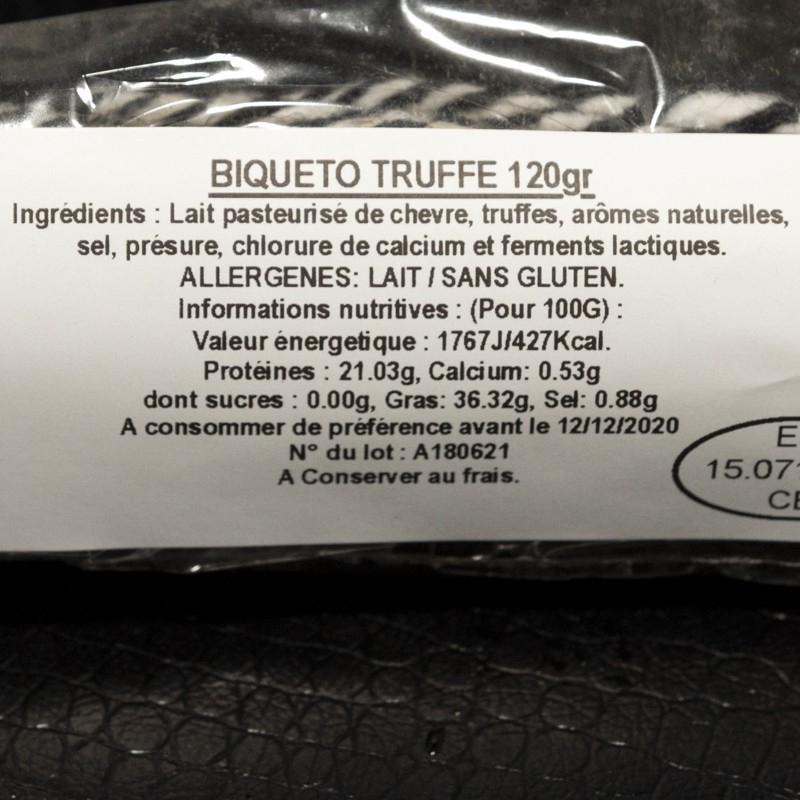 BIQUETO TRUFFE 120gr
Ingrédients : Lait pasteurisé de chevre, truffes, arômes naturelles,
sel, présure, chlorure de calcium et ferments lactiques.
ALLERGENES: LAIT / SANS GLUTEN.
Informations nutritives : (Pour 100G) :
Valeur énergetique : 1767J/427Kcal.
Protéines : 21.03g, Calcium: 0.53g
dont sucres : 0.00g, Gras: 36.32g, Sel: 0.88g
A consommer de préférence avant le 12/12/2020
N° du lot : A180621
A Conserver au frais.
E
15.071
CE